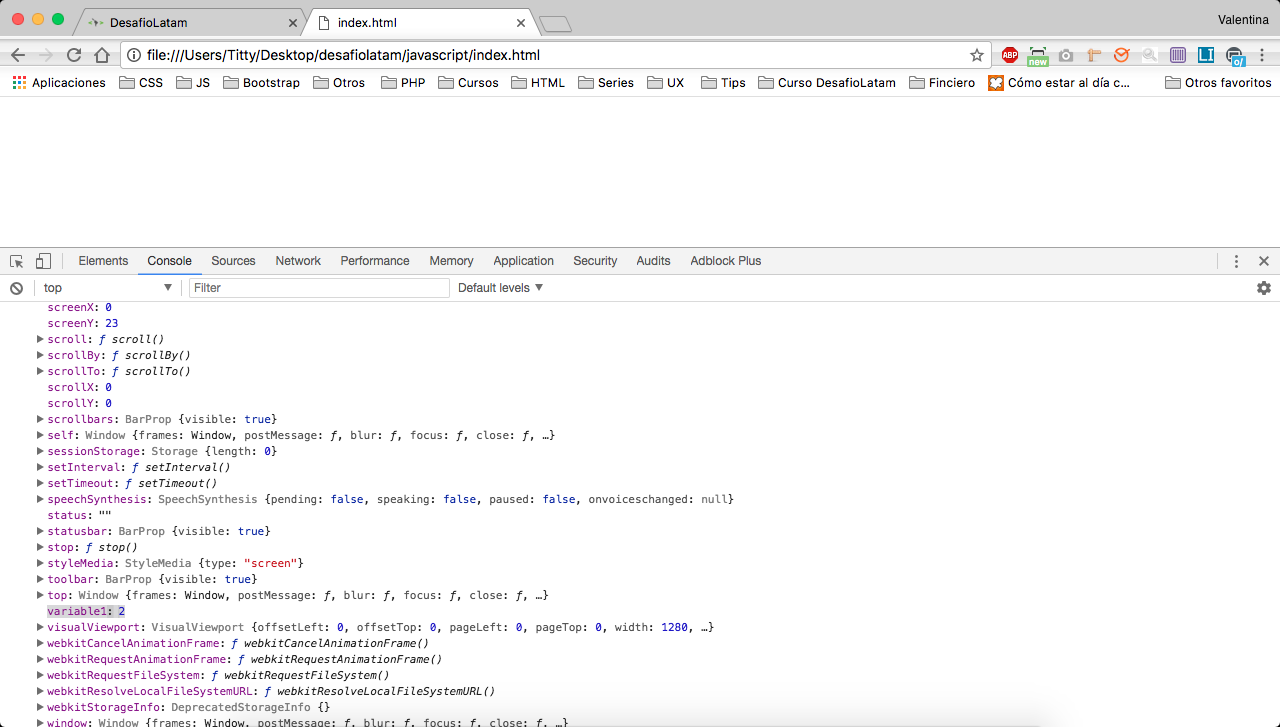 DesafioLatam
index.html
Valentina
file:///Users/Titty/Desktop/desafiolatam/javascript/index.html
ABP
new
LI
o/
Aplicaciones CSS JS Bootstrap Otros PHP Cursos HTML Series UX Tips Curso DesafioLatam Finciero Cómo estar al día c... Otros favoritos
Elements Console Sources Network Performance Memory Application Security Audits Adblock Plus
top Filter Default levels
screenX: 0
screenY: 23
scroll: ƒ scroll()
scrollBy: ƒ scrollBy()
scrollTo: ƒ scrollTo()
scrollX: 0
scrollY: 0
scrollbars: BarProp {visible: true}
self: Window {frames: Window, postMessage: ƒ, blur: ƒ, focus: ƒ, close: ƒ, …}
sessionStorage: Storage {length: 0}
setInterval: ƒ setInterval()
setTimeout: ƒ setTimeout()
speechSynthesis: SpeechSynthesis {pending: false, speaking: false, paused: false, onvoiceschanged: null}
status: ""
statusbar: BarProp {visible: true}
stop: ƒ stop()
styleMedia: StyleMedia {type: "screen"}
toolbar: BarProp {visible: true}
top: Window {frames: Window, postMessage: ƒ, blur: ƒ, focus: ƒ, close: ƒ, …}
variable1: 2
visualViewport: VisualViewport {offsetLeft: 0, offsetTop: 0, pageLeft: 0, pageTop: 0, width: 1280, …}
webkitCancelAnimationFrame: ƒ webkitCancelAnimationFrame()
webkitRequestAnimationFrame: ƒ webkitRequestAnimationFrame()
webkitRequestFileSystem: ƒ webkitRequestFileSystem()
webkitResolveLocalFileSystemURL: ƒ webkitResolveLocalFileSystemURL()
webkitStorageInfo: DeprecatedStorageInfo {}
window: Window {frames: Window, postMessage: ƒ, blur: ƒ, focus: ƒ, close: ƒ, …}